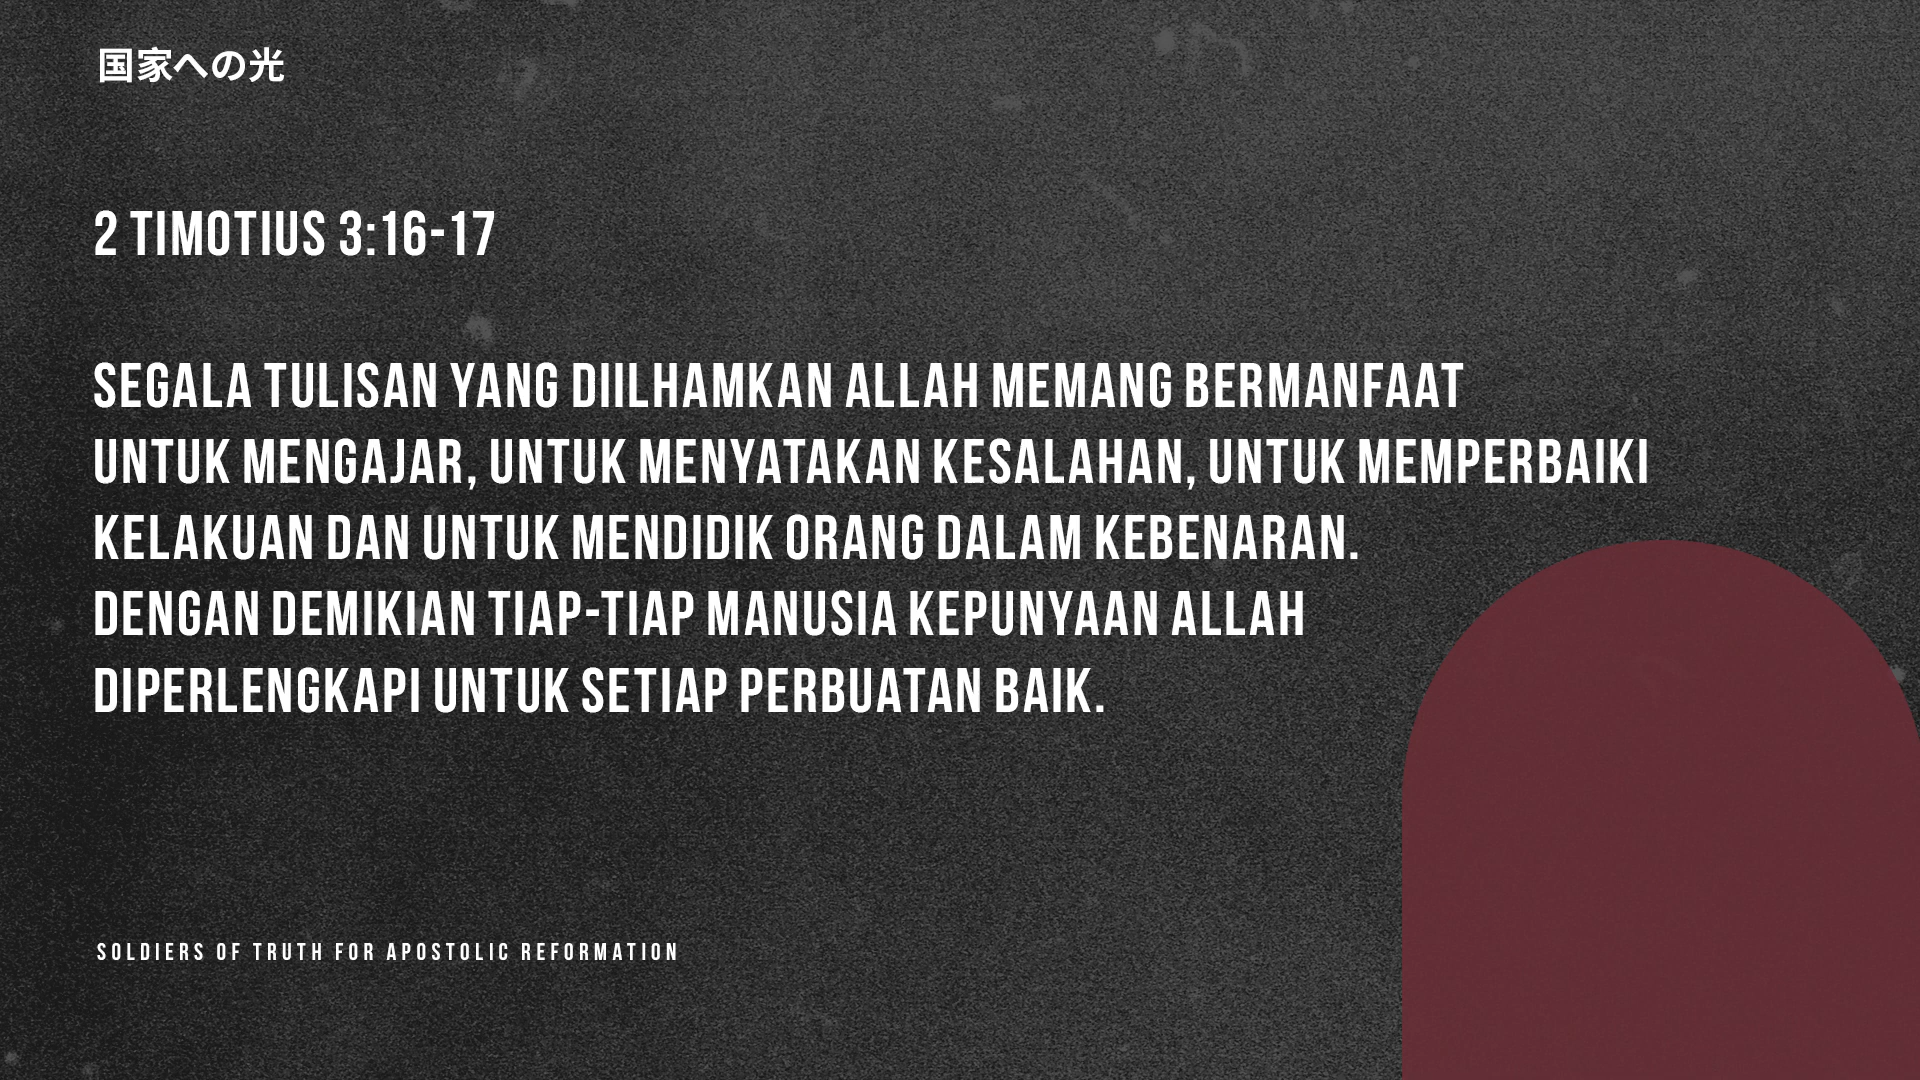 国家への光
2 TIMOTIUS 3:16-17
SEGALA TULISAN YANG DIILHAMKAN ALLAH MEMANG BERMANFAAT
UNTUK MENGAJAR, UNTUK MENYATAKAN KESALAHAN, UNTUK MEMPERBAIKI
KELAKUAN DAN UNTUK MENDIDIK ORANG DALAM KEBENARAN.
DENGAN DEMIKIAN TIAP-TIAP MANUSIA KEPUNYAAN ALLAH
DIPERLENGKAPI UNTUK SETIAP PERBUATAN BAIK.
SOLDIERS OF TRUTH FOR APOSTOLIC REFORMATION